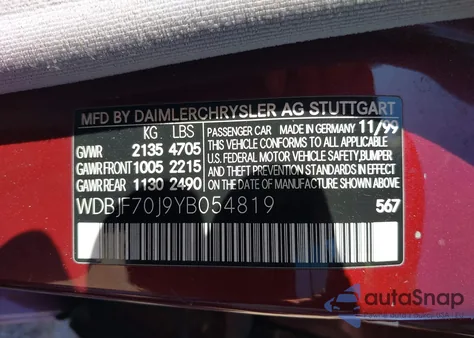 MFD BY DAIMLERCHRYSLER AG STUTTGART
KG LBS
GVWR 2135 4705
GAWR FRONT 1005 2215
GAWR REAR 1130 2490
PASSENGER CAR MADE IN GERMANY 11/99
THIS VEHICLE CONFORMS TO ALL APPLICABLE
U.S. FEDERAL MOTOR VEHICLE SAFETY, BUMPER
AND THEFT PREVENTION STANDARDS IN EFFECT
ON THE DATE OF MANUFACTURE SHOWN ABOVE.
WDBJF70J9YB054819 567
autoSnap